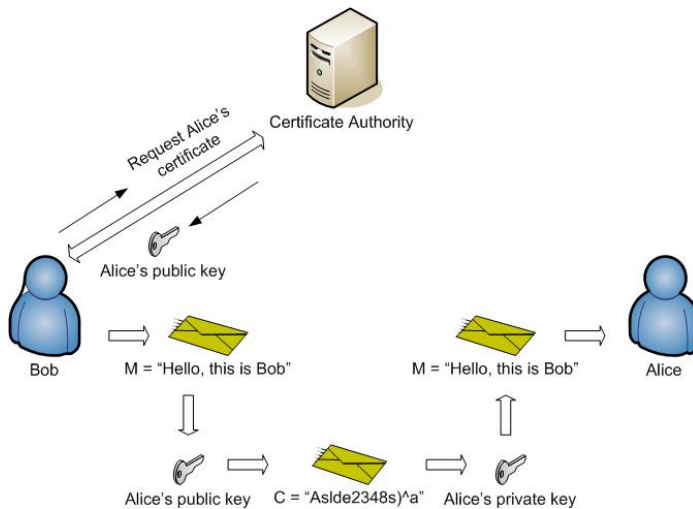 Certificate Authority
Request Alice's
certificate
Alice's public key
Bob
M = “Hello, this is Bob”
M = “Hello, this is Bob”
Alice
Alice's public key
C = “Aslde2348s)^a”
Alice's private key